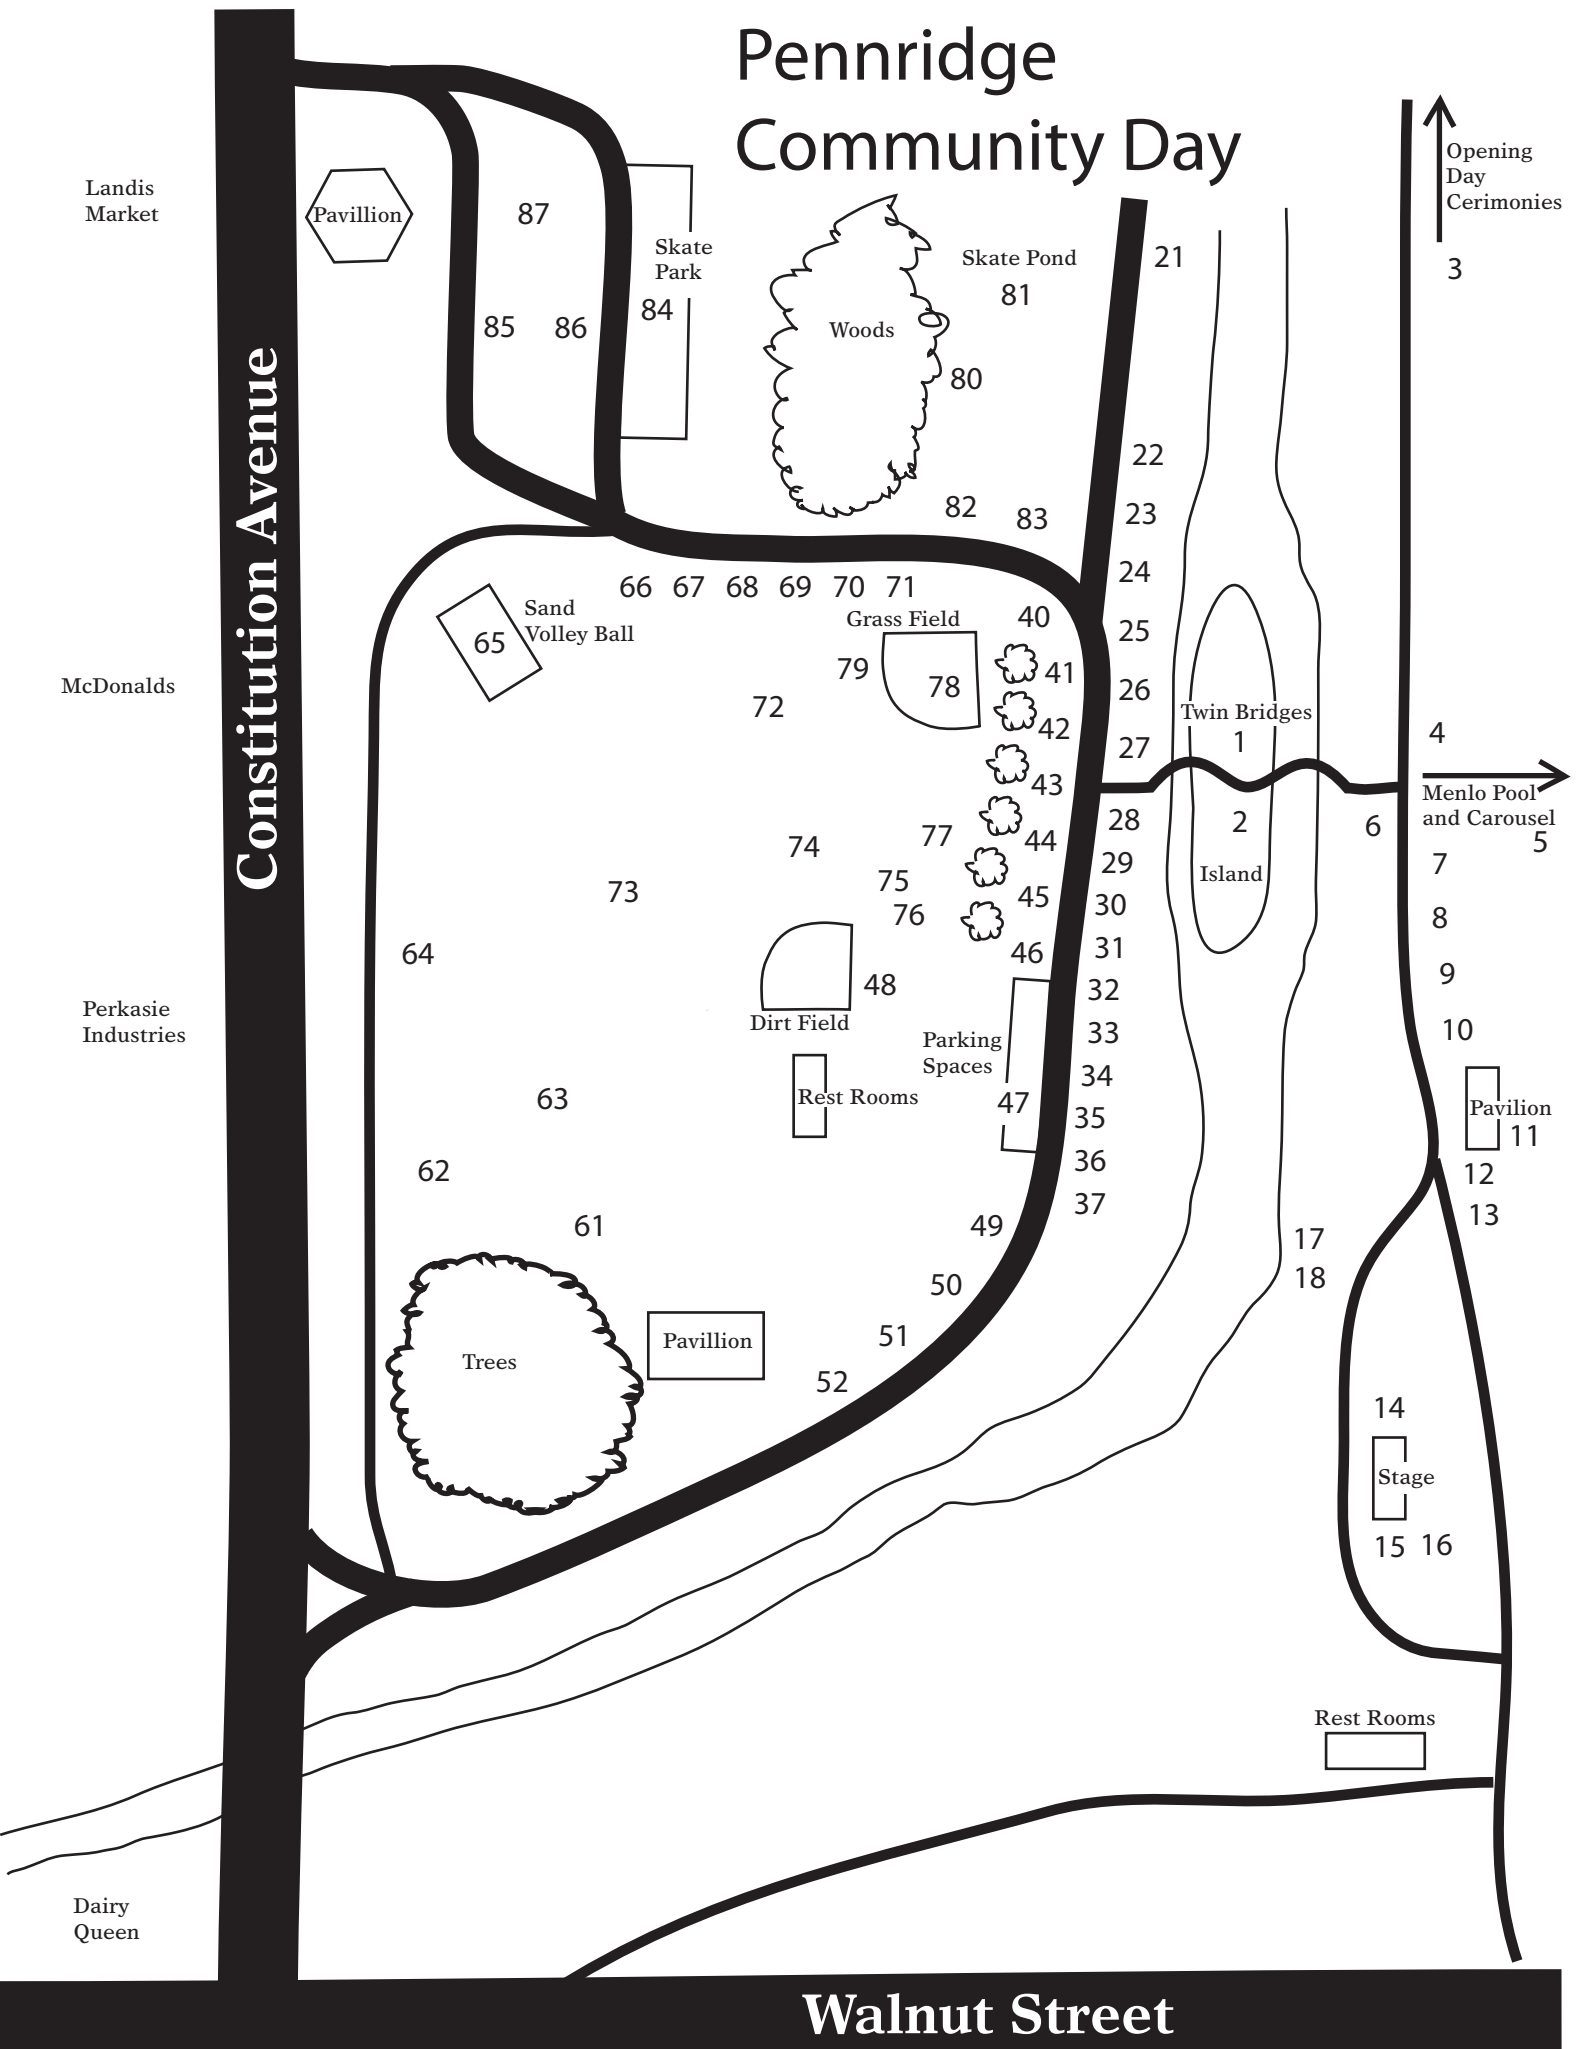 Pennridge
Community Day
Opening
Day
Cerimonies
Landis
Market
Pavillion
87
Skate
Park
84
85
86
Woods
Skate Pond
81
80
82
83
21
22
23
24
25
26
27
3
Constitution Avenue
66 67 68 69 70 71
Sand
Volley Ball
65
Grass Field
79
78
72
40
41
42
43
44
45
46
McDonalds
Twin Bridges
1
2
Island
4
Menlo Pool
and Carousel
5
6
7
8
9
10
28
29
30
31
32
33
34
35
36
37
77
74
75
76
73
64
48
Dirt Field
Perkasie
Industries
Parking
Spaces
47
Rest Rooms
Pavilion
11
12
13
63
62
61
49
50
51
52
17
18
Trees
Pavillion
14
Stage
15 16
Rest Rooms
Dairy
Queen
Walnut Street